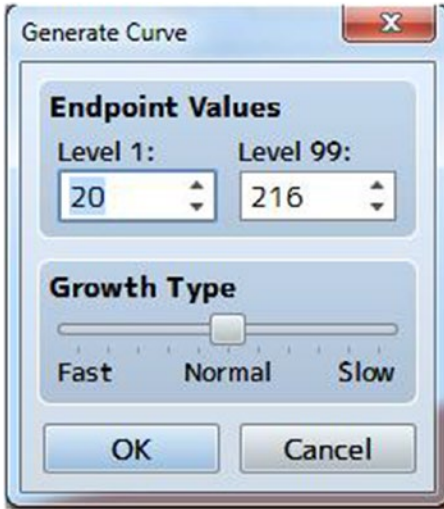 Generate Curve
Endpoint Values
Level 1: Level 99:
20 216
Growth Type
Fast Normal Slow
OK Cancel